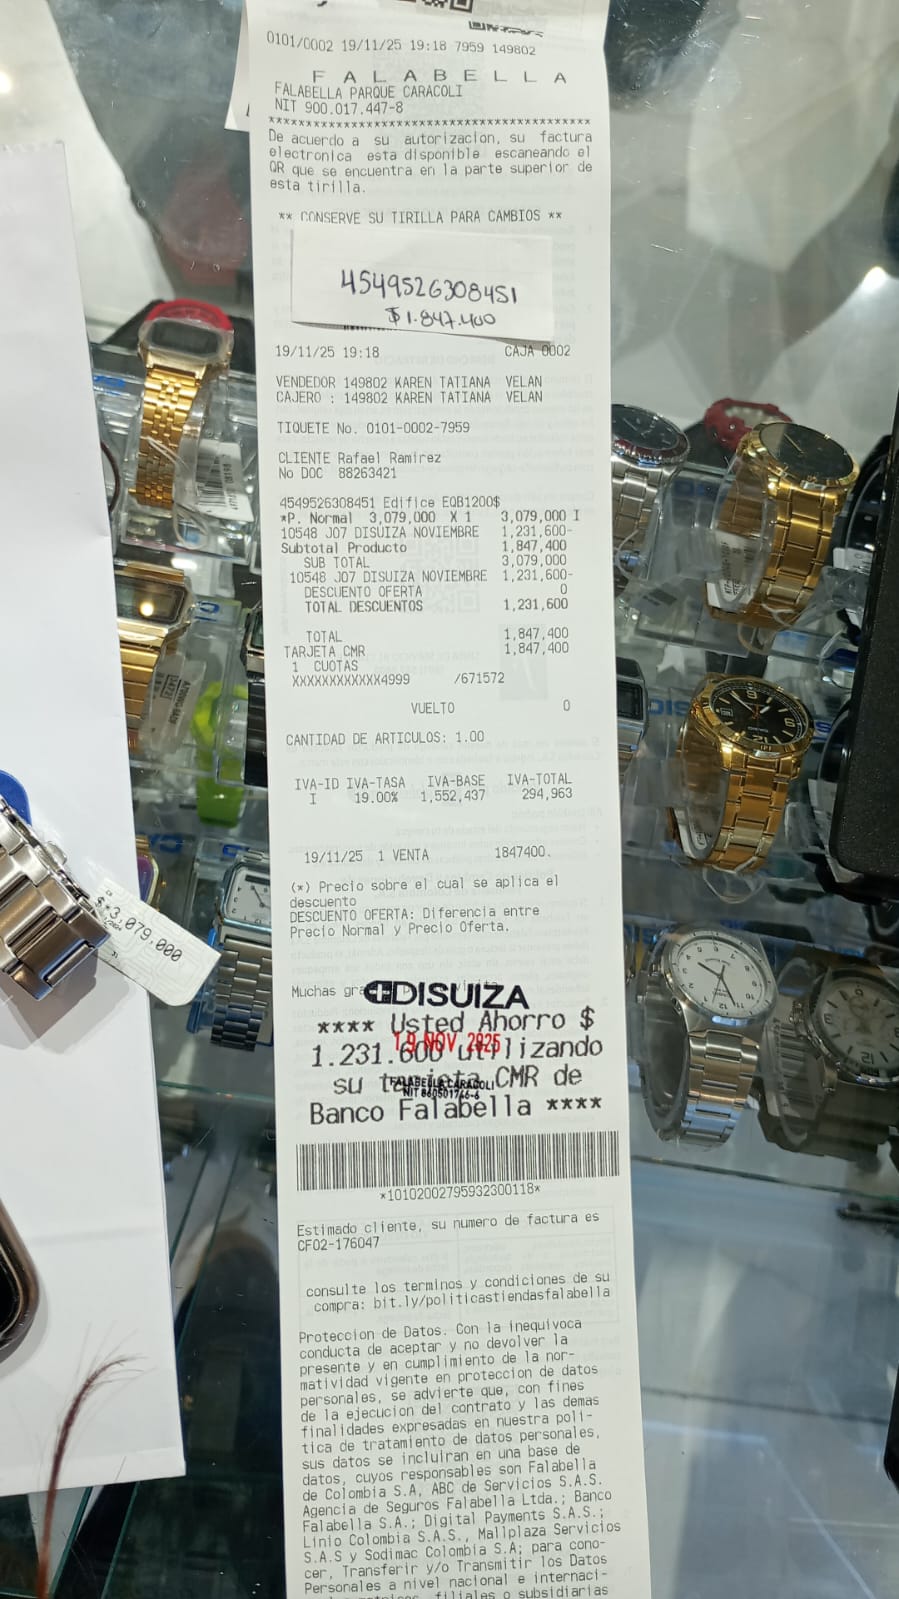 0101/0002 19/11/25 19:18 7959 149802
FALABELLA
FALABELLA PARQUE CARACOLI
NIT 900.017.447-8
De acuerdo a su autorizacion, su factura
electronica esta disponible escaneando el
QR que se encuentra en la parte superior de
esta tirilla.
** CONSERVE SU TIRILLA PARA CAMBIOS **
4549526308451
$1.847.400
19/11/25 19:18 CAJA 0002
VENDEDOR 149802 KAREN TATIANA VELAN
CAJERO : 149802 KAREN TATIANA VELAN
TIQUETE No. 0101-0002-7959
CLIENTE Rafael Ramirez
No DOC 88263421
4549526308451 Edifice EQB1200$
*P. Normal 3,079,000 X 1 3,079,000 I
10548 J07 DISUIZA NOVIEMBRE 1,231,600-
Subtotal Producto 1,847,400
SUB TOTAL 3,079,000
10548 J07 DISUIZA NOVIEMBRE 1,231,600-
DESCUENTO OFERTA 0
TOTAL DESCUENTOS 1,231,600
TOTAL 1,847,400
TARJETA CMR 1,847,400
1 CUOTAS
XXXXXXXXXXXX4999 /671572
VUELTO 0
CANTIDAD DE ARTICULOS: 1.00
IVA-ID IVA-TASA IVA-BASE IVA-TOTAL
I 19.00% 1,552,437 294,963
19/11/25 1 VENTA 1847400.
(*) Precio sobre el cual se aplica el
descuento
DESCUENTO OFERTA: Diferencia entre
Precio Normal y Precio Oferta.
$ 3,079,000
Muchas
DISUIZA
**** Usted Ahorro $
19 NOV 2025
1.231.600 utilizando
su tarjeta CMR de
FALABELLA CARACOLI
NIT 860501746-6
Banco Falabella ****
*10102002795932300118*
Estimado cliente, su numero de factura es
CF02-176047
consulte los terminos y condiciones de su
compra: bit.ly/politicastiendasfalabella
Proteccion de Datos. Con la inequivoca
conducta de aceptar y no devolver la
presente y en cumplimiento de la nor-
matividad vigente en proteccion de datos
personales, se advierte que, con fines
de la ejecucion del contrato y las demas
finalidades expresadas en nuestra poli-
tica de tratamiento de datos personales,
sus datos se incluiran en una base de
datos, cuyos responsables son Falabella
de Colombia S.A, ABC de Servicios S.A.S.
Agencia de Seguros Falabella Ltda.; Banco
Falabella S.A.; Digital Payments S.A.S.;
Linio Colombia S.A.S., Mallplaza Servicios
S.A.S y Sodimac Colombia S.A; para cono-
cer, Transferir y/o Transmitir los Datos
Personales a nivel nacional e internaci-
filiales o subsidiarias